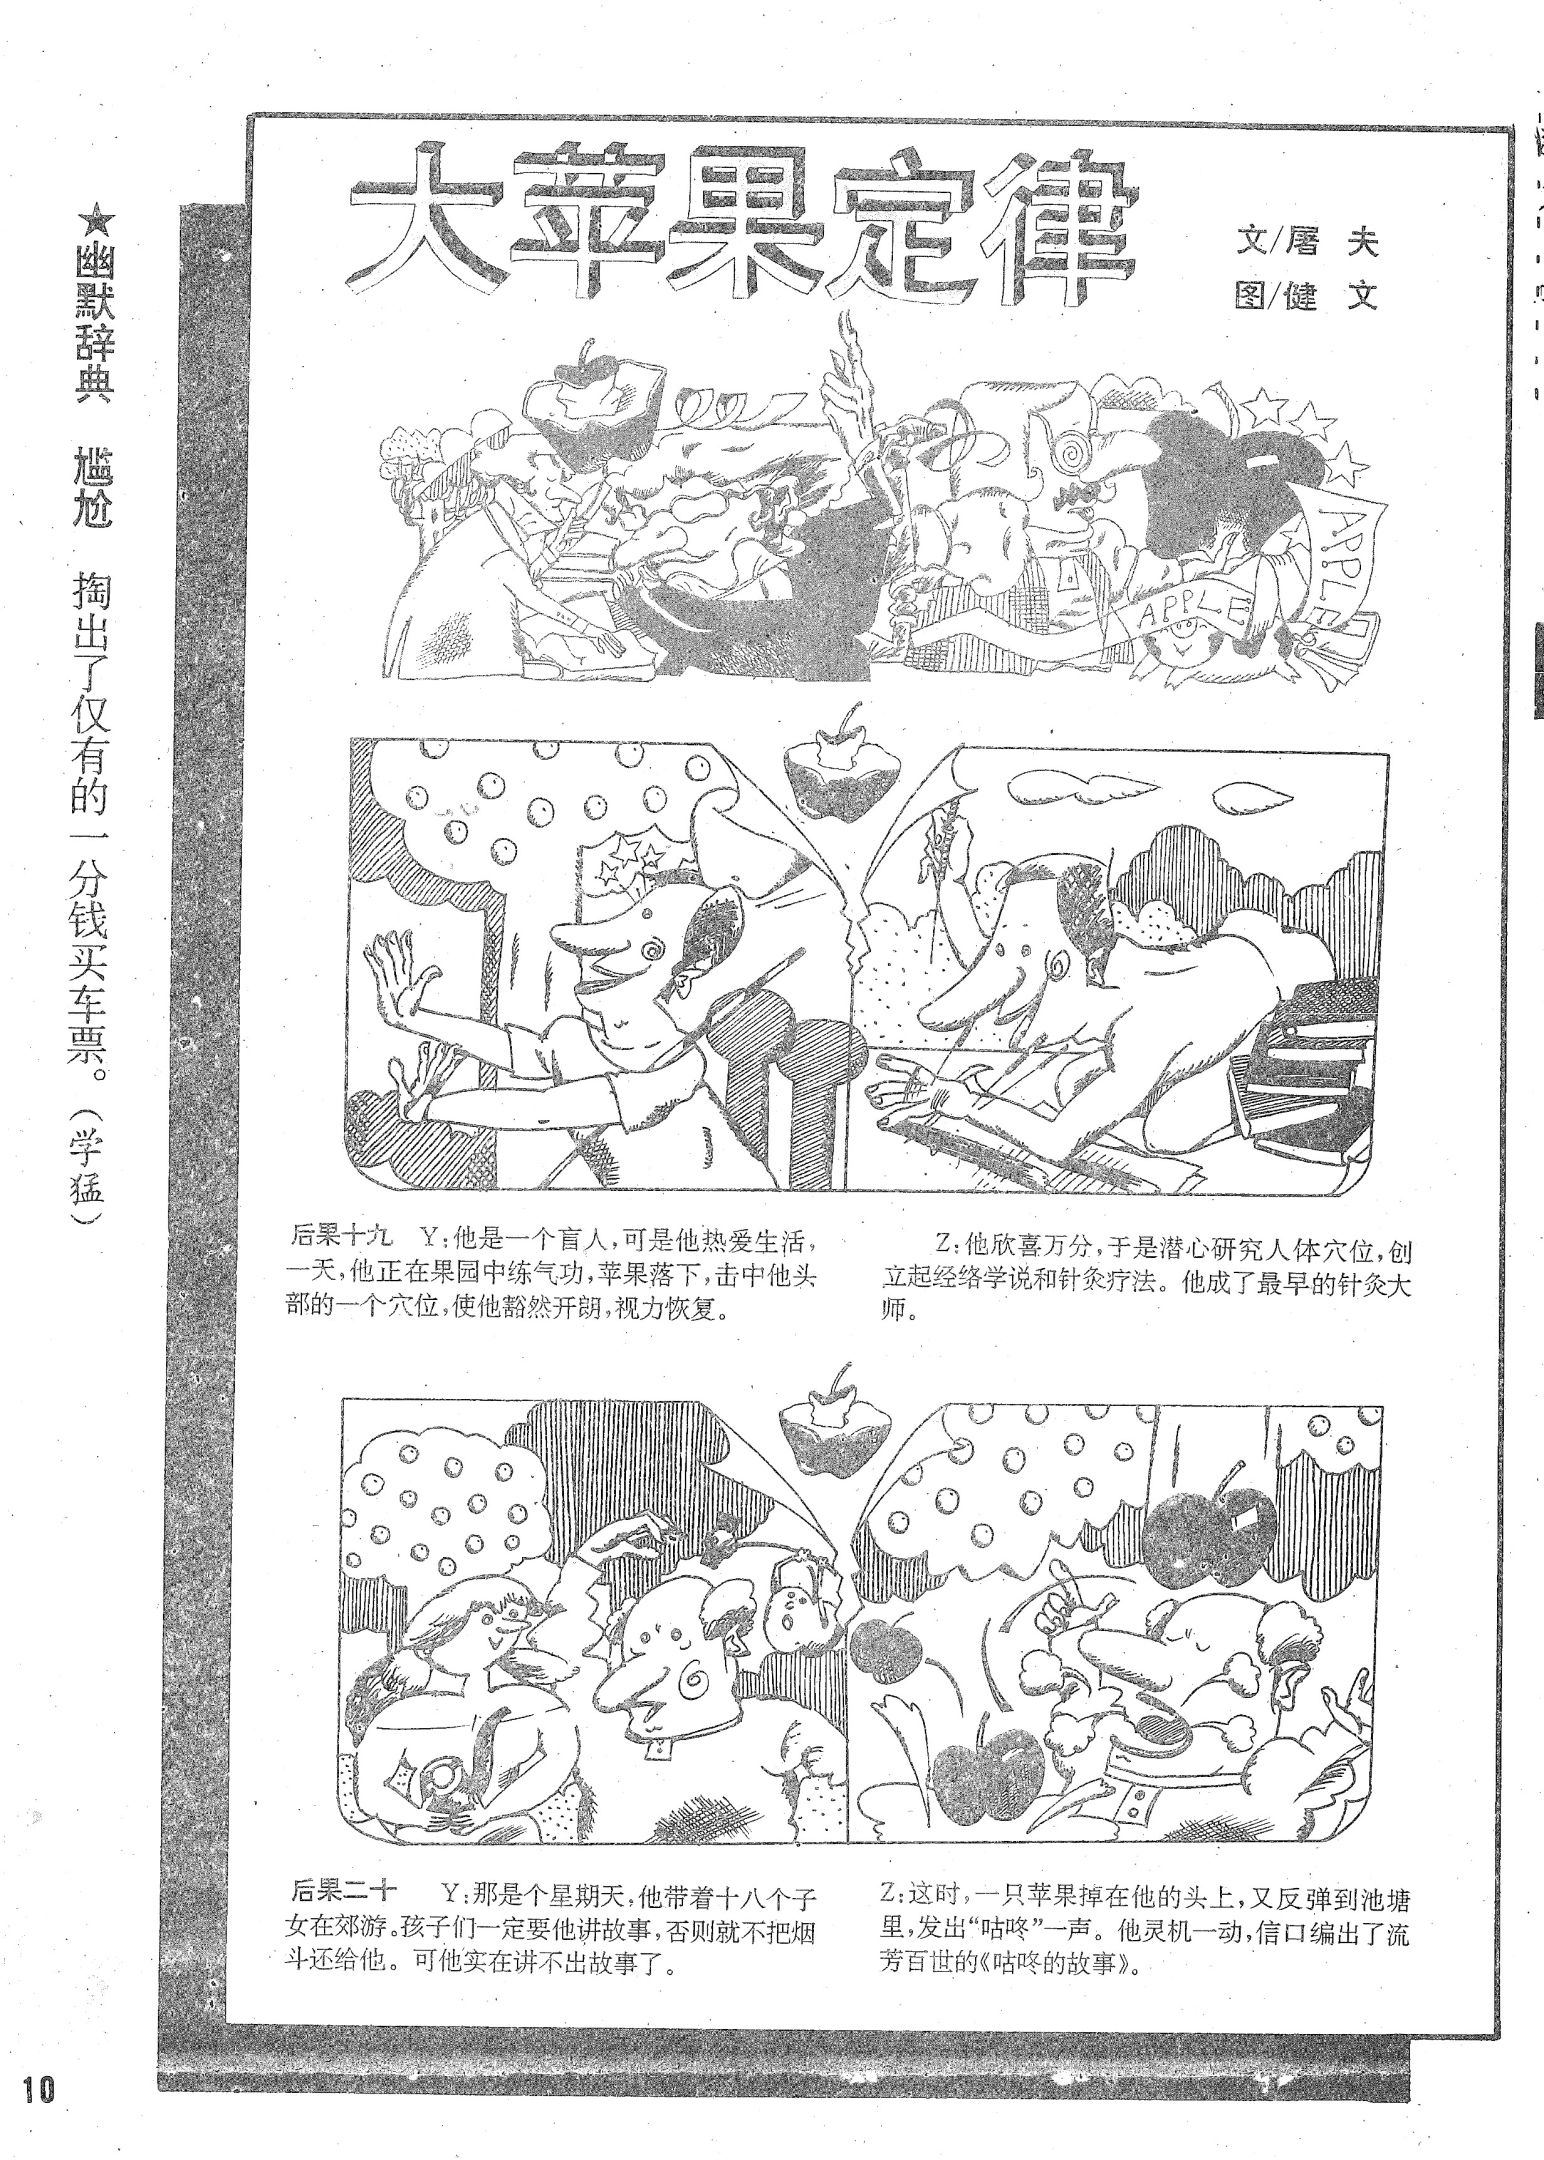 ★幽默辞典 尴尬 掏出了仅有的一分钱买车票。(学猛)
大苹果定律
文/屠 夫
图/健 文
APPLE
APPLE
后果十九 Y:他是一个盲人,可是他热爱生活,
一天,他正在果园中练气功,苹果落下,击中他头
部的一个穴位,使他豁然开朗,视力恢复。
Z:他欣喜万分,于是潜心研究人体穴位,创
立起经络学说和针灸疗法。他成了最早的针灸大
师。
后果二十 Y:那是个星期天,他带着十八个子
女在郊游。孩子们一定要他讲故事,否则就不把烟
斗还给他。可他实在讲不出故事了。
Z:这时,一只苹果掉在他的头上,又反弹到池塘
里,发出“咕咚”一声。他灵机一动,信口编出了流
芳百世的《咕咚的故事》。
10